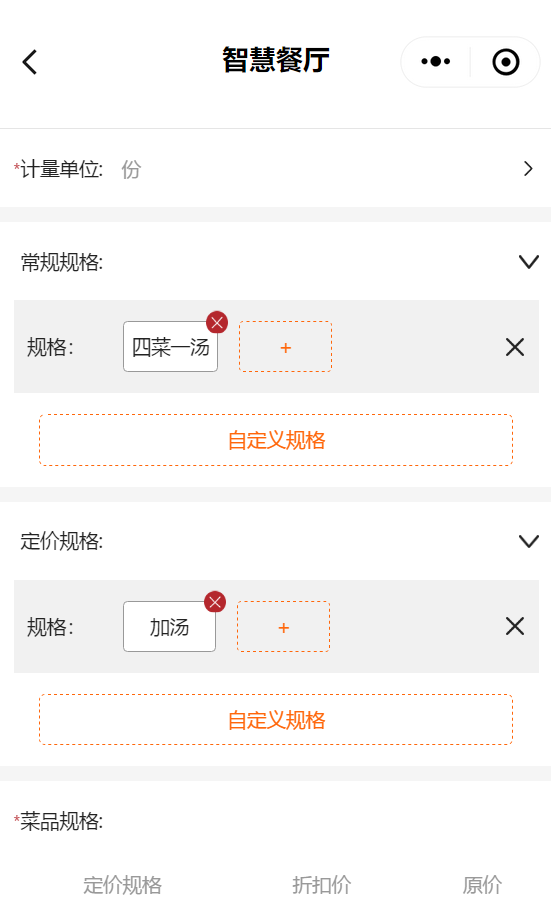 智慧餐厅
*计量单位: 份
常规规格:
规格: 四菜一汤 +
自定义规格
定价规格:
规格: 加汤 +
自定义规格
*菜品规格:
定价规格 折扣价 原价